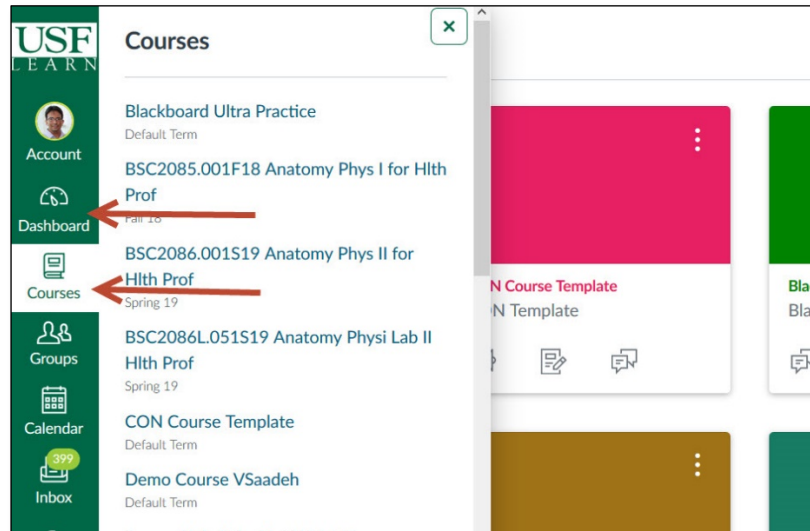 USF
LEARN
Account
Dashboard
Courses
Groups
Calendar
399
Inbox
Courses
×
Blackboard Ultra Practice
Default Term
BSC2085.001F18 Anatomy Phys I for Hlth
Prof
Fall 18
BSC2086.001S19 Anatomy Phys II for
Hlth Prof
Spring 19
BSC2086L.051S19 Anatomy Physi Lab II
Hlth Prof
Spring 19
CON Course Template
Default Term
Demo Course VSaadeh
Default Term
N Course Template
N Template
Bla
Bla